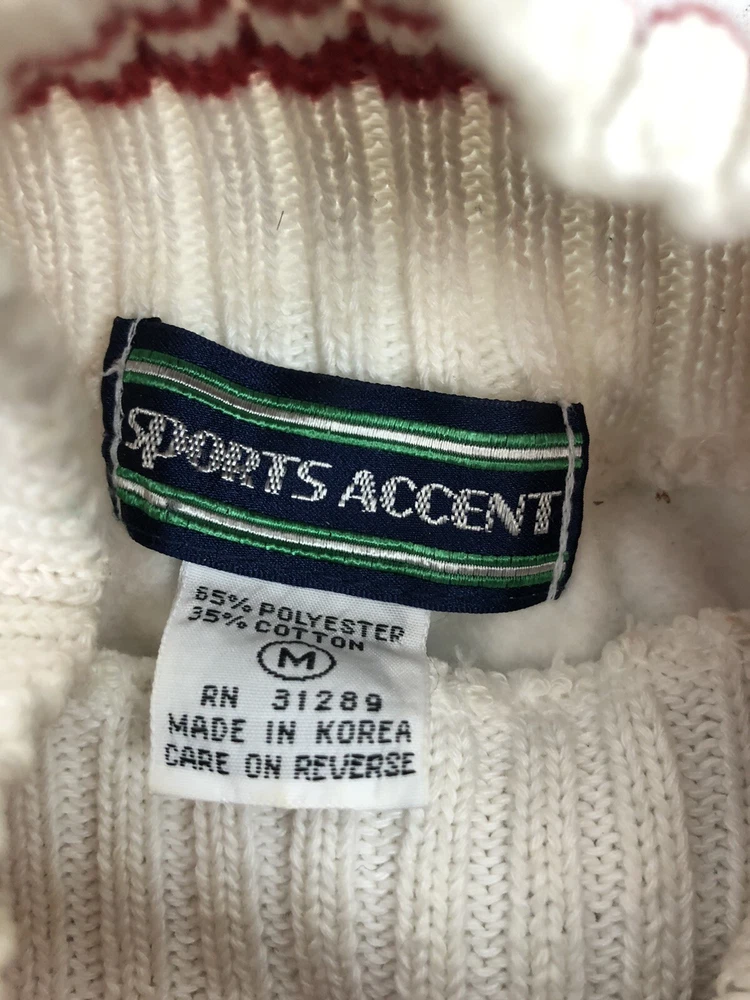 SPORTS ACCENT
65% POLYESTER
35% COTTON
M
RN 31289
MADE IN KOREA
CARE ON REVERSE